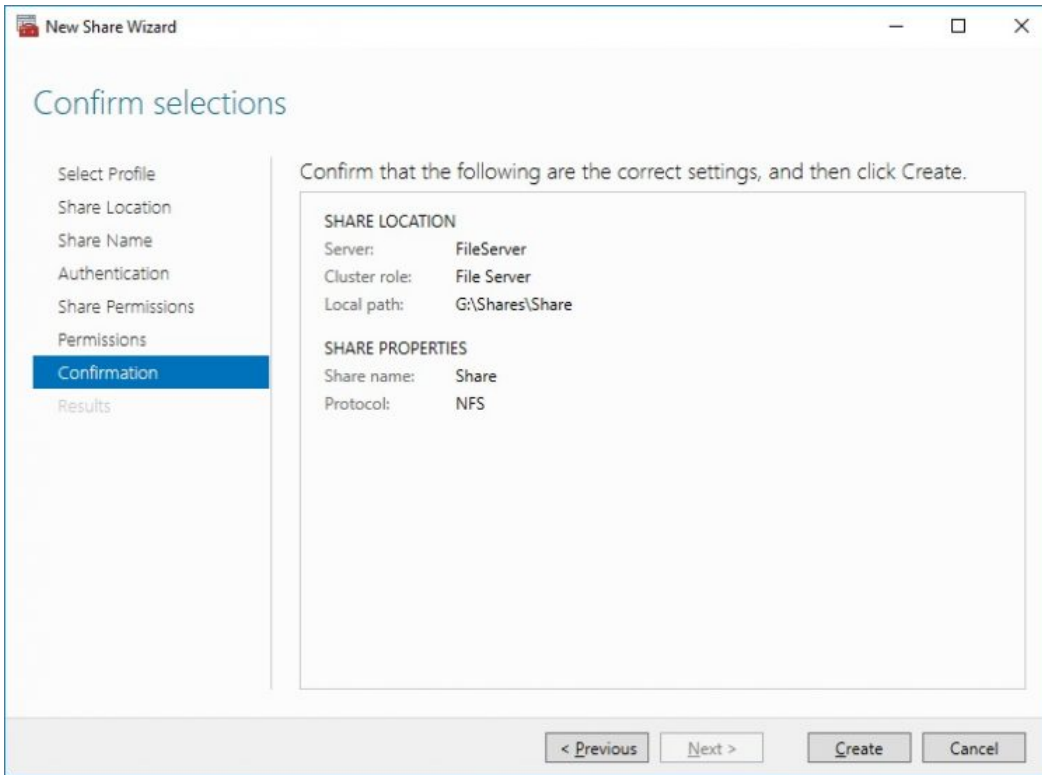 New Share Wizard
Confirm selections
Select Profile
Share Location
Share Name
Authentication
Share Permissions
Permissions
Confirmation
Results
Confirm that the following are the correct settings, and then click Create.
SHARE LOCATION
Server: FileServer
Cluster role: File Server
Local path: G:\Shares\Share
SHARE PROPERTIES
Share name: Share
Protocol: NFS
< Previous Next > Create Cancel